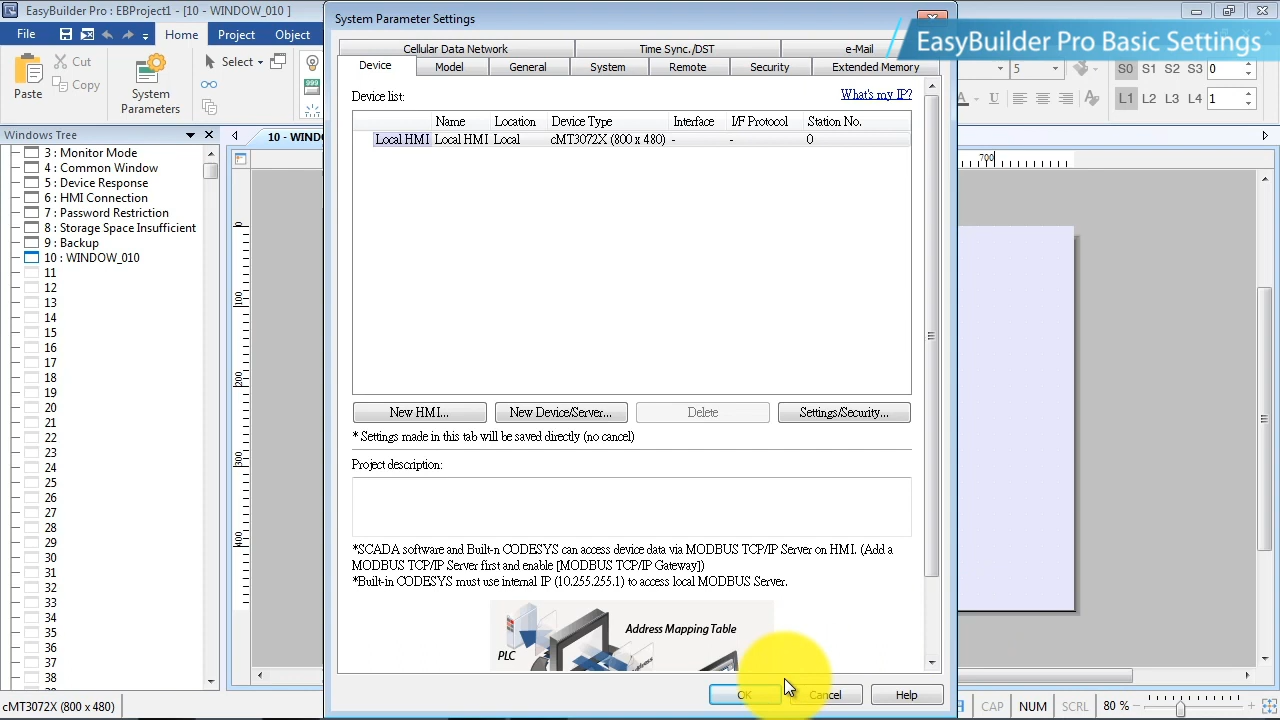 EasyBuilder Pro : EBProject1 - [10 - WINDOW_010 ]
System Parameter Settings
EasyBuilder Pro Basic Settings
File
Home
Project
Object
Paste
Cut
Copy
System
Parameters
Select
5
S0 S1 S2 S3 0
A U
L1 L2 L3 L4 1
Cellular Data Network
Time Sync./DST
e-Mail
Device
Model
General
System
Remote
Security
Extended Memory
Windows Tree
10 - WIND
Device list:
What's my IP?
Name Location Device Type Interface I/F Protocol Station No.
Local HMI Local HMI Local cMT3072X (800 x 480) - - 0
3 : Monitor Mode
4 : Common Window
5 : Device Response
6 : HMI Connection
7 : Password Restriction
8 : Storage Space Insufficient
9 : Backup
10 : WINDOW_010
11
12
13
14
15
16
17
18
19
20
21
22
23
24
25
26
27
28
29
30
31
32
33
34
35
36
37
38
0
100
200
300
400
700
New HMI...
New Device/Server...
Delete
Settings/Security...
* Settings made in this tab will be saved directly (no cancel)
Project description:
*SCADA software and Built-n CODESYS can access device data via MODBUS TCP/IP Server on HMI. (Add a
MODBUS TCP/IP Server first and enable [MODBUS TCP/IP Gateway])
*Built-in CODESYS must use internal IP (10.255.255.1) to access local MODBUS Server.
PLC
Address Mapping Table
OK
Cancel
Help
cMT3072X (800 x 480)
CAP
NUM
SCRL
80 %